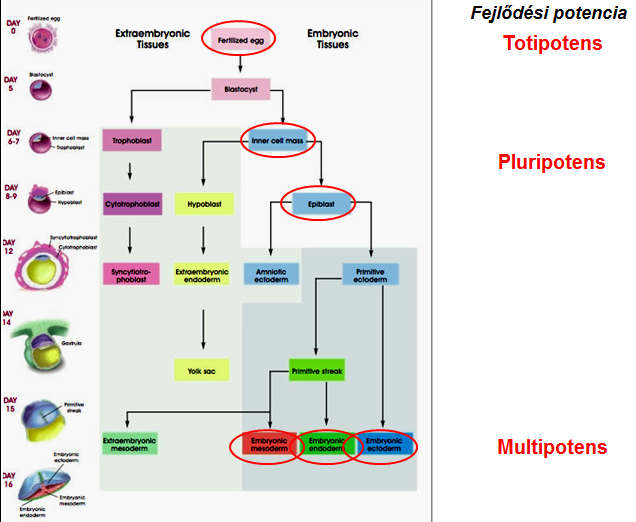 Fejlődési potencia
DAY
0
Fertilized egg
Extraembryonic
Tissues
Embryonic
Tissues
Fertilized egg
Totipotens
DAY
5
Blastocyst
Blastocyst
DAY
6-7
Inner cell mass
Trophoblast
Trophoblast
Inner cell mass
Pluripotens
DAY
8-9
Epiblast
Hypoblast
Cytotrophoblast
Hypoblast
Epiblast
DAY
12
Syncytiotrophoblast
Cytotrophoblast
Syncytiotro-
phoblast
Extraembryonic
endoderm
Amniotic
ectoderm
Primitive
ectoderm
DAY
14
Gastrula
Yolk sac
Primitive streak
DAY
15
Primitive
streak
Extraembryonic
mesoderm
Embryonic
mesoderm
Embryonic
endoderm
Embryonic
ectoderm
Multipotens
DAY
16
Embryonic
ectoderm
Embryonic
endoderm
Embryonic
mesoderm